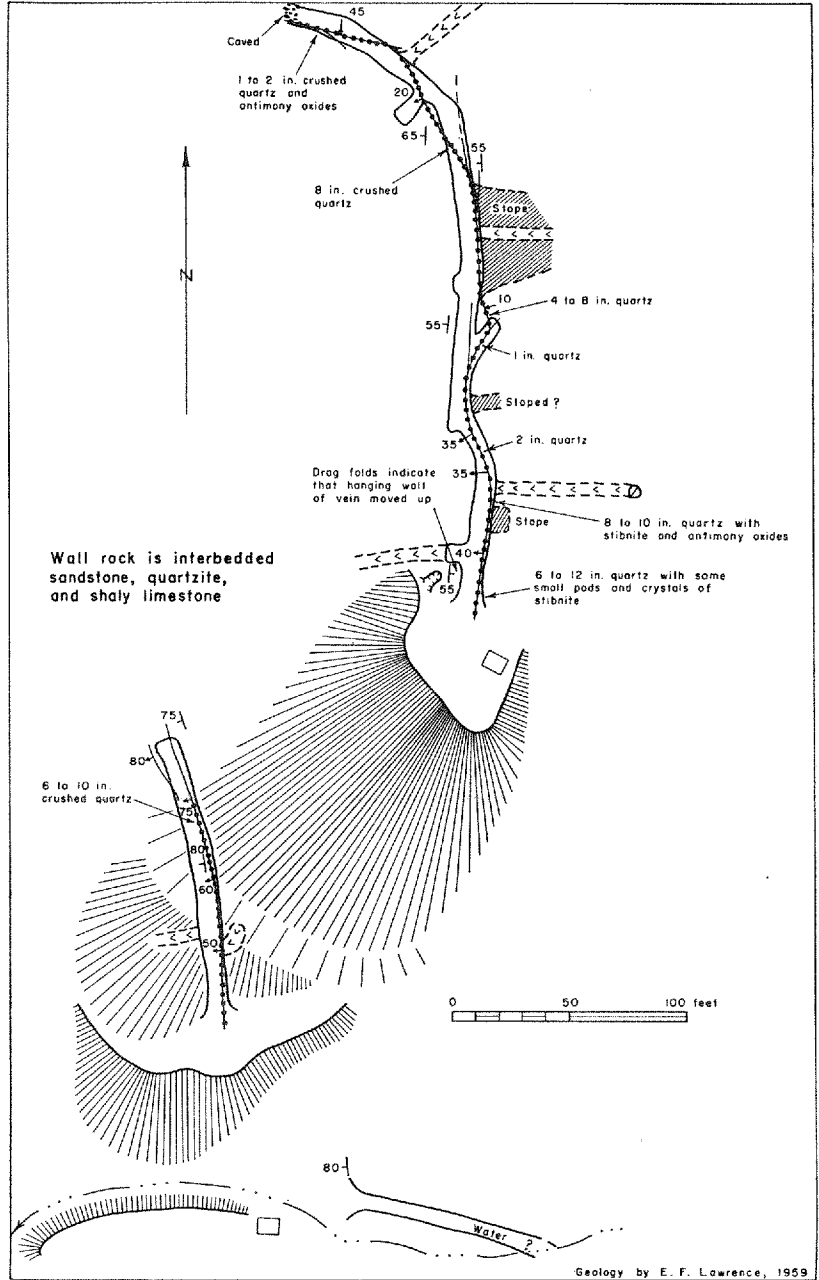 45
Caved
1 to 2 in. crushed
quartz and
antimony oxides
20
65
55
8 in. crushed
quartz
Stope
N
10
4 to 8 in. quartz
55
1 in. quartz
Stoped ?
35
2 in. quartz
35
Drag folds indicate
that hanging wall
of vein moved up
Stope
8 to 10 in. quartz with
stibnite and antimony oxides
40
Wall rock is interbedded
sandstone, quartzite,
and shaly limestone
55
6 to 12 in. quartz with some
small pods and crystals of
stibnite
75
80
6 to 10 in.
crushed quartz
75
80
60
50
0 50 100 feet
80
Water ?
Geology by E. F. Lawrence, 1959